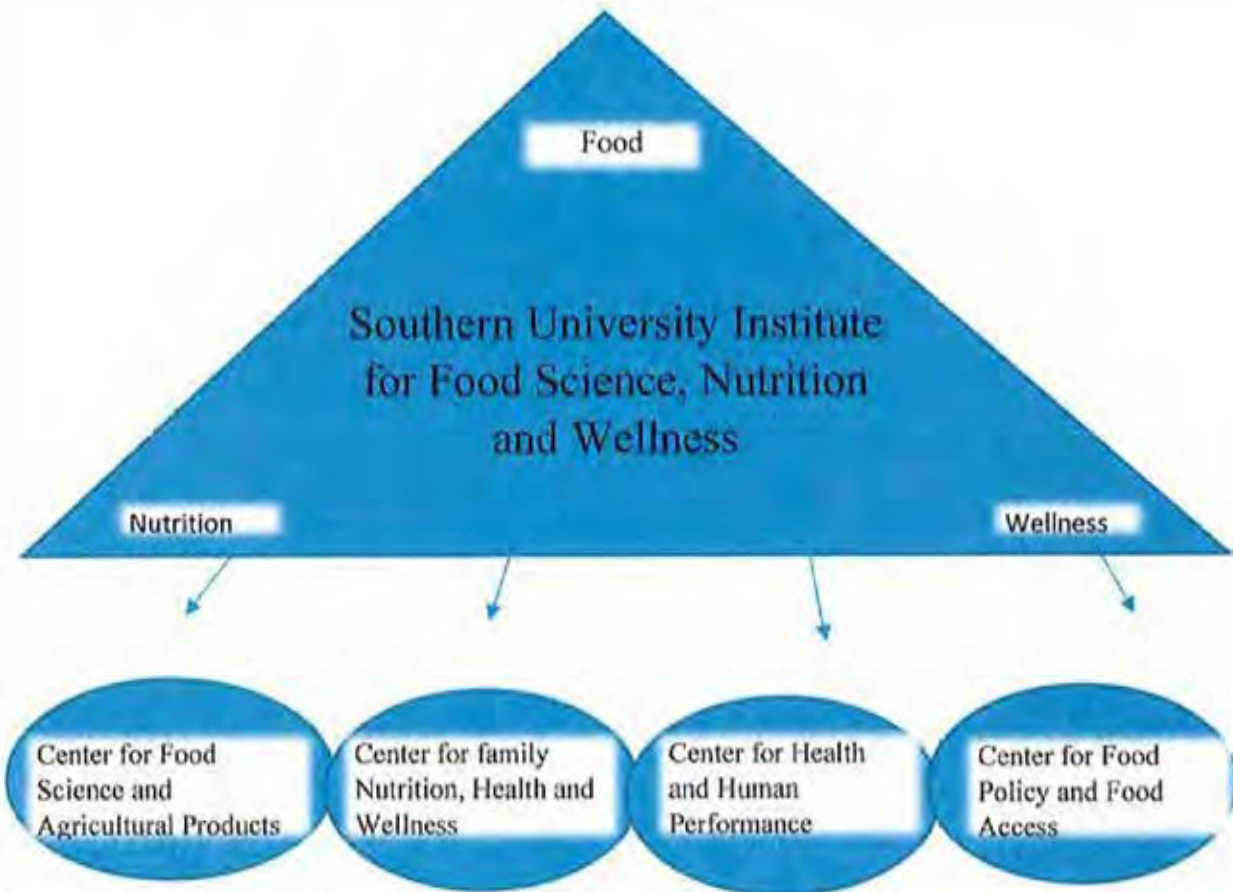 Food
Southern University Institute
for Food Science, Nutrition
and Wellness
Nutrition
Wellness
Center for Food
Science and
Agricultural Products
Center for family
Nutrition, Health and
Wellness
Center for Health
and Human
Performance
Center for Food
Policy and Food
Access